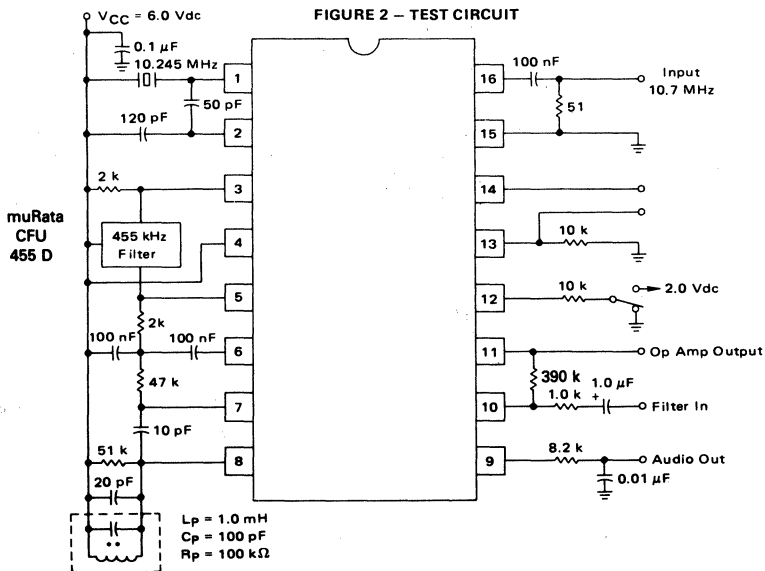 FIGURE 2 – TEST CIRCUIT
VCC = 6.0 Vdc
0.1 µF
10.245 MHz
1
50 pF
120 pF
2
2 k
3
muRata
CFU
455 D
455 kHz
Filter
4
5
2k
100 nF
100 nF
6
47 k
7
10 pF
51 k
8
20 pF
Lp = 1.0 mH
Cp = 100 pF
Rp = 100 kΩ
16
100 nF
Input
10.7 MHz
51
15
14
13
10 k
12
10 k
2.0 Vdc
11
Op Amp Output
390 k
10
1.0 k
1.0 µF
+
Filter In
9
8.2 k
Audio Out
0.01 µF